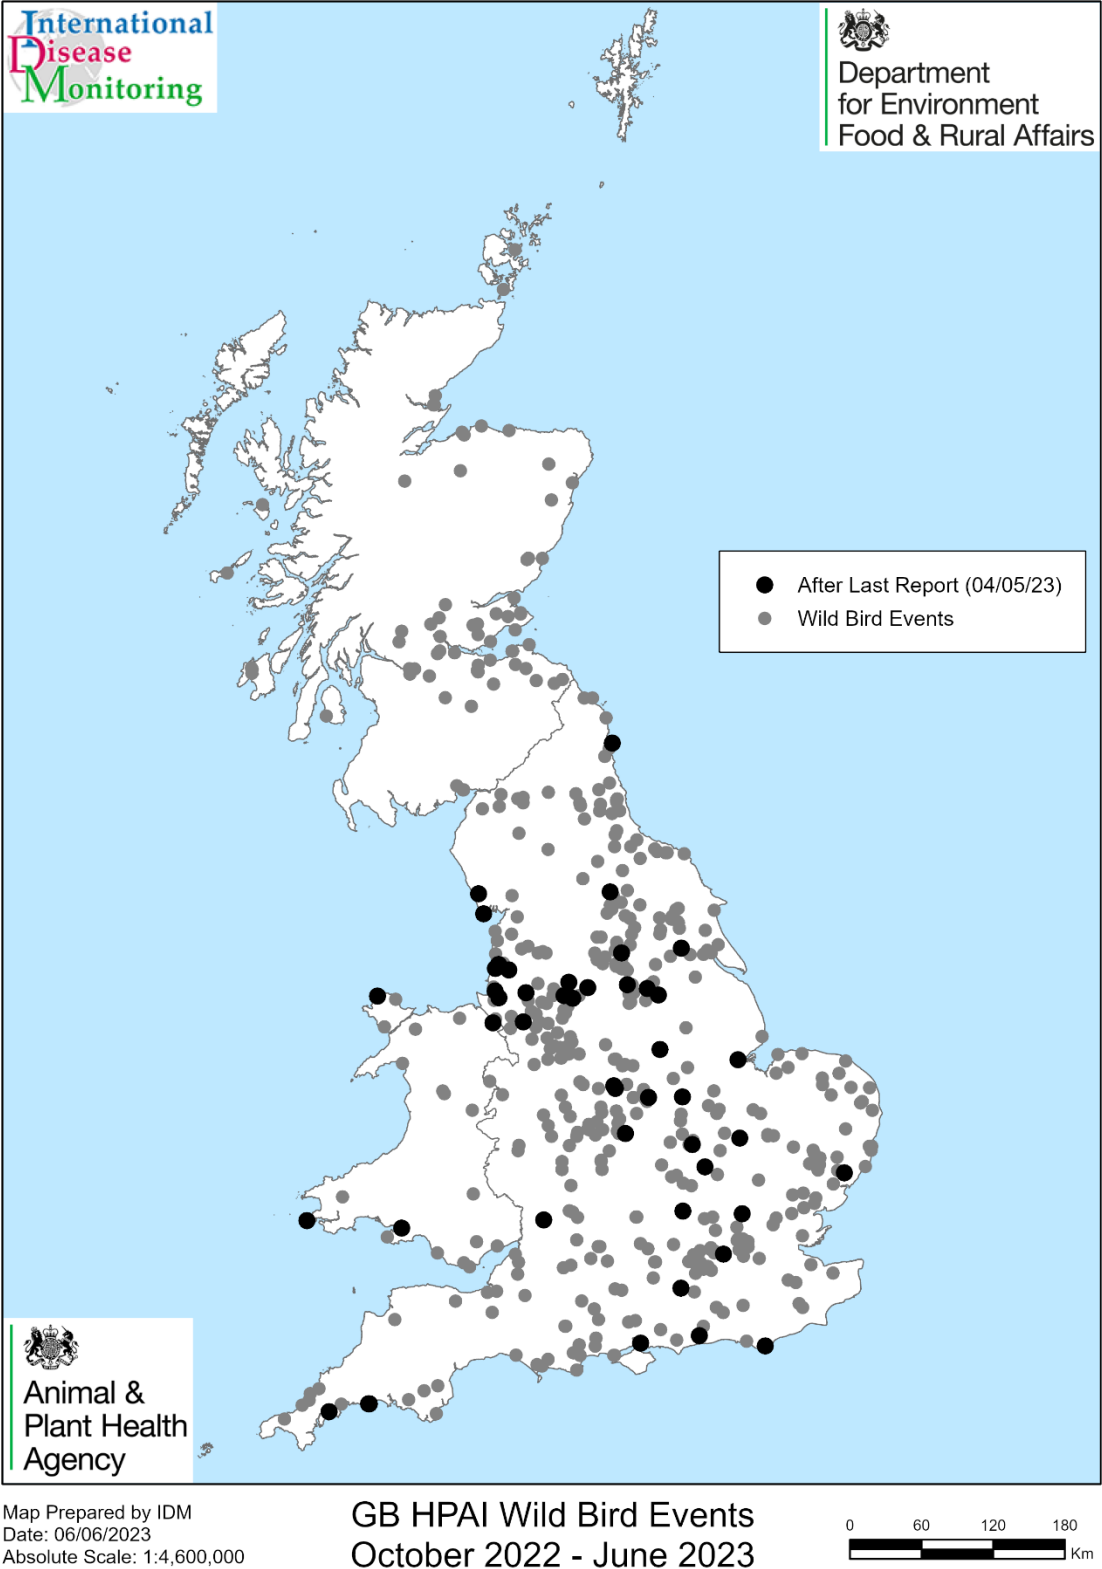 International
Disease
Monitoring
Department
for Environment
Food & Rural Affairs
After Last Report (04/05/23)
Wild Bird Events
Animal &
Plant Health
Agency
Map Prepared by IDM
Date: 06/06/2023
Absolute Scale: 1:4,600,000
GB HPAI Wild Bird Events
October 2022 - June 2023
0 60 120 180
Km